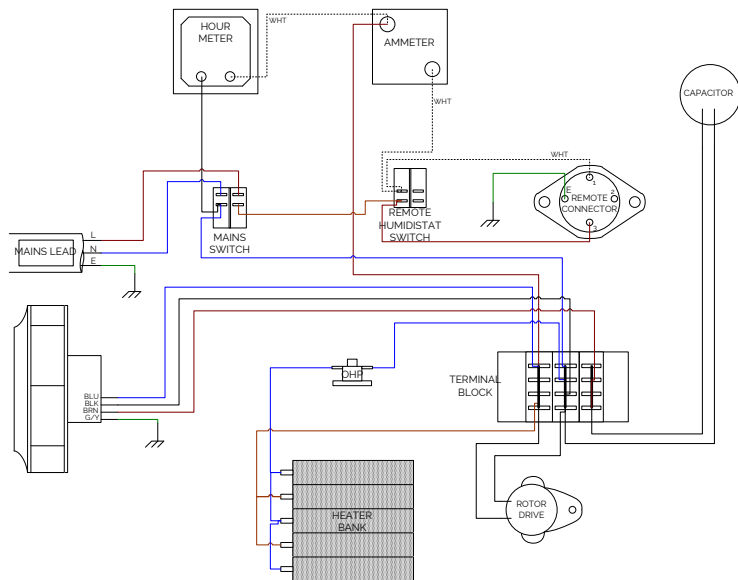 HOUR
METER
WHT
AMMETER
WHT
CAPACITOR
WHT
E
1
2
REMOTE
CONNECTOR
3
REMOTE
HUMIDISTAT
SWITCH
MAINS
SWITCH
MAINS LEAD
L
N
E
BLU
BLK
BRN
G/Y
OHP
TERMINAL
BLOCK
HEATER
BANK
ROTOR
DRIVE